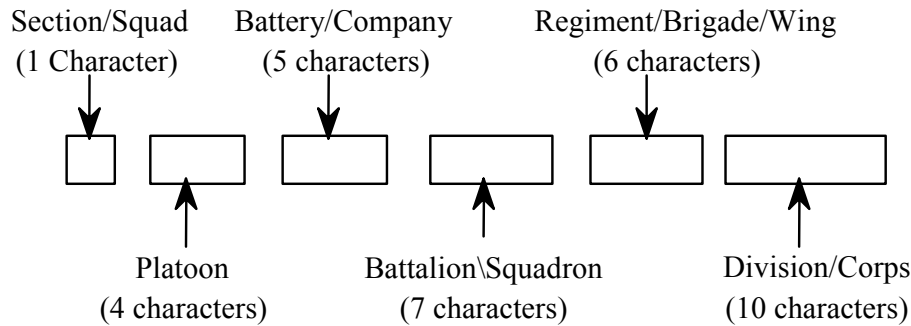 Section/Squad
(1 Character)
Battery/Company
(5 characters)
Regiment/Brigade/Wing
(6 characters)
Platoon
(4 characters)
Battalion\Squadron
(7 characters)
Division/Corps
(10 characters)